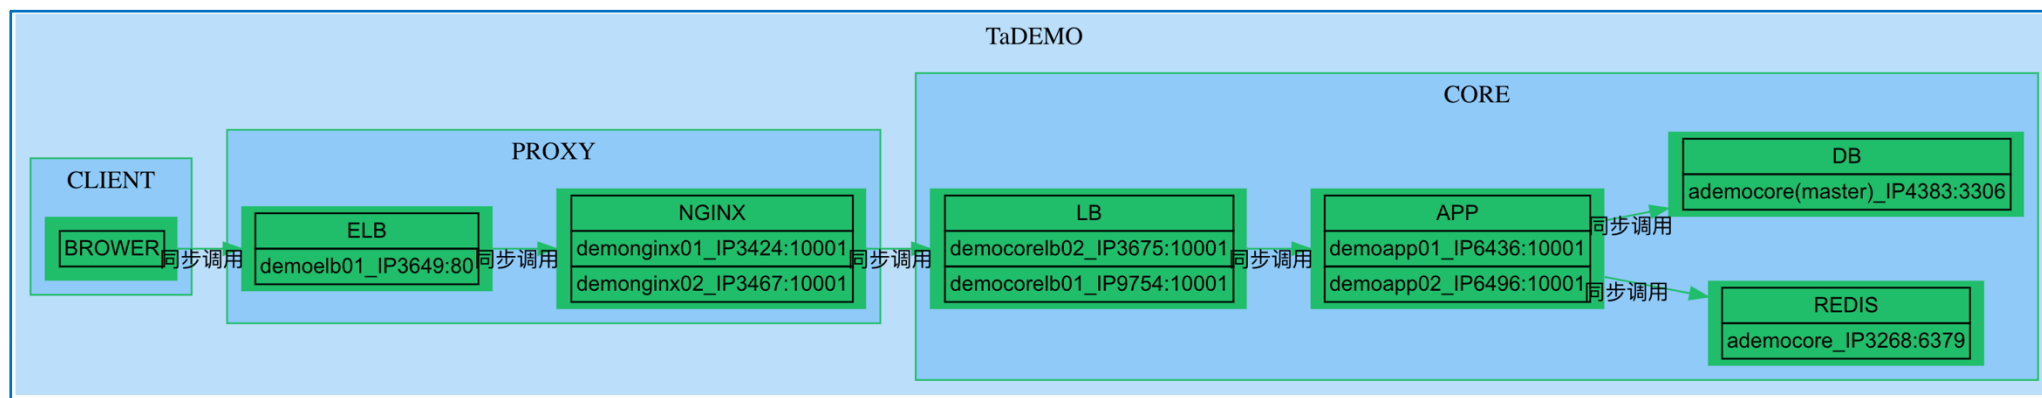 TaDEMO
CLIENT
BROWER
同步调用
PROXY
ELB
demoelb01_IP3649:80
同步调用
NGINX
demonginx01_IP3424:10001
demonginx02_IP3467:10001
同步调用
CORE
LB
democorelb02_IP3675:10001
democorelb01_IP9754:10001
同步调用
APP
demoapp01_IP6436:10001
demoapp02_IP6496:10001
同步调用
同步调用
DB
ademocore(master)_IP4383:3306
REDIS
ademocore_IP3268:6379